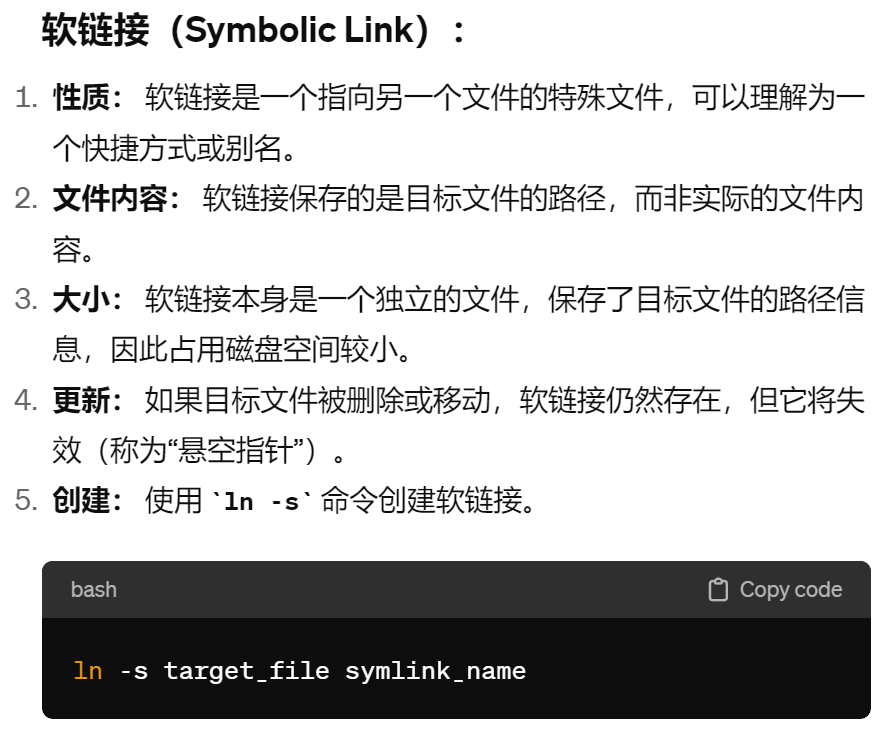 软链接（Symbolic Link）：
1. 性质： 软链接是一个指向另一个文件的特殊文件，可以理解为一
个快捷方式或别名。
2. 文件内容： 软链接保存的是目标文件的路径，而非实际的文件内
容。
3. 大小： 软链接本身是一个独立的文件，保存了目标文件的路径信
息，因此占用磁盘空间较小。
4. 更新： 如果目标文件被删除或移动，软链接仍然存在，但它将失
效（称为“悬空指针”）。
5. 创建： 使用 `ln -s` 命令创建软链接。
bash Copy code
ln -s target_file symlink_name